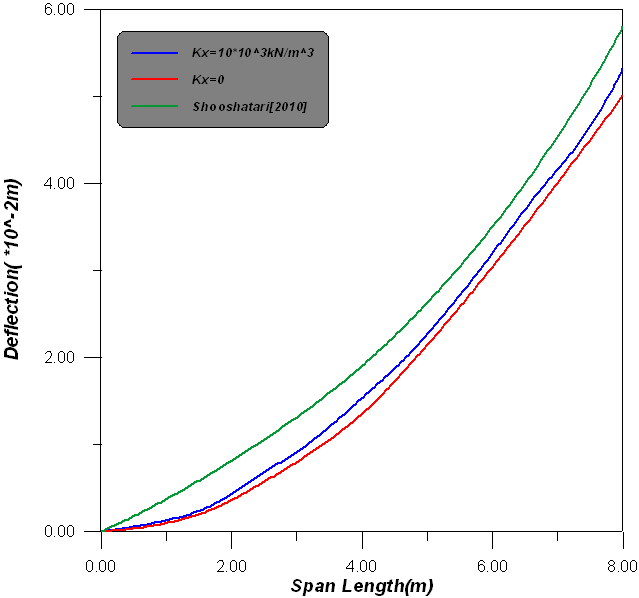 6.00
Kx=10*10^3kN/m^3
Kx=0
Shooshatari[2010]
4.00
Deflection( *10^-2m)
2.00
0.00
0.00 2.00 4.00 6.00 8.00
Span Length(m)